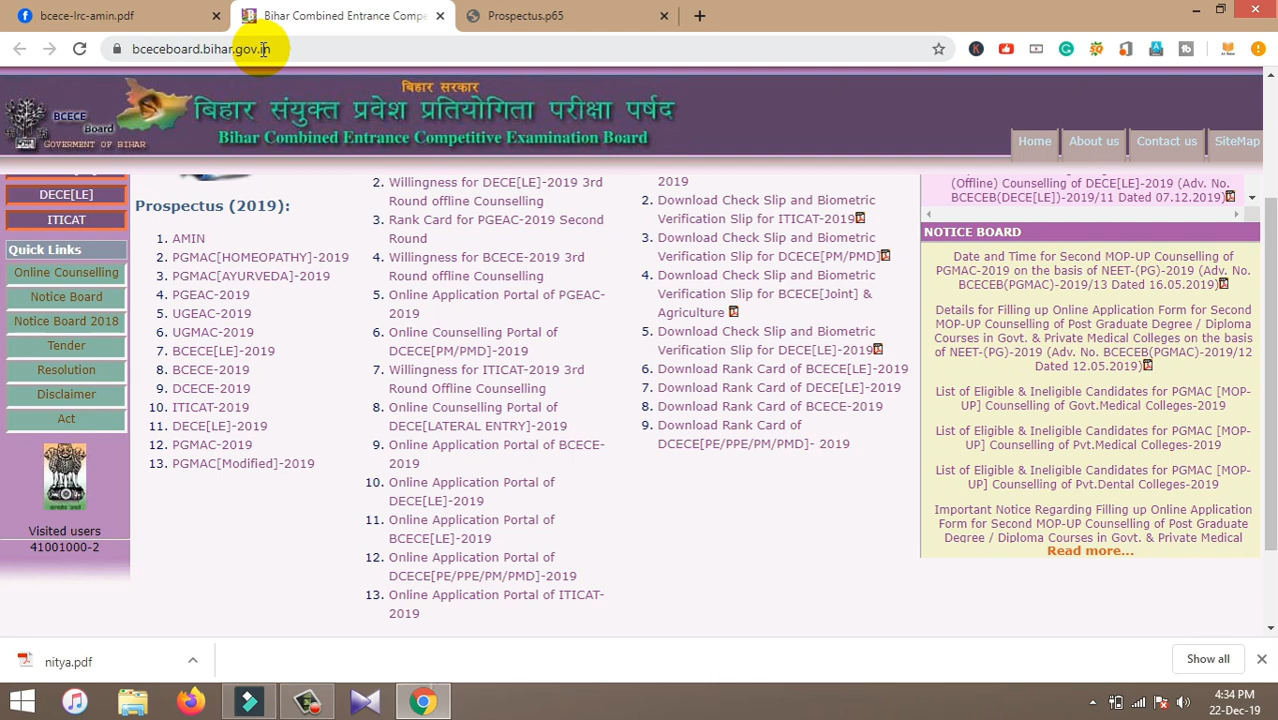 bcece-lrc-amin.pdf
Bihar Combined Entrance Compe
Prospectus.p65
bceceboard.bihar.gov.in
BCECE
Board
GOVERNMENT OF BIHAR
बिहार सरकार
बिहार संयुक्त प्रवेश प्रतियोगिता परीक्षा पर्षद
Bihar Combined Entrance Competitive Examination Board
Home
About us
Contact us
SiteMap
DECE[LE]
ITICAT
Quick Links
Online Counselling
Notice Board
Notice Board 2018
Tender
Resolution
Disclaimer
Act
Visited users
41001000-2
Prospectus (2019):
1. AMIN
2. PGMAC[HOMEOPATHY]-2019
3. PGMAC[AYURVEDA]-2019
4. PGEAC-2019
5. UGEAC-2019
6. UGMAC-2019
7. BCECE[LE]-2019
8. BCECE-2019
9. DCECE-2019
10. ITICAT-2019
11. DECE[LE]-2019
12. PGMAC-2019
13. PGMAC[Modified]-2019
2. Willingness for DECE[LE]-2019 3rd
Round offline Counselling
3. Rank Card for PGEAC-2019 Second
Round
4. Willingness for BCECE-2019 3rd
Round offline Counselling
5. Online Application Portal of PGEAC-
2019
6. Online Counselling Portal of
DCECE[PM/PMD]-2019
7. Willingness for ITICAT-2019 3rd
Round Offline Counselling
8. Online Counselling Portal of
DCECE[LATERAL ENTRY]-2019
9. Online Application Portal of BCECE-
2019
10. Online Application Portal of
DECE[LE]-2019
11. Online Application Portal of
BCECE[LE]-2019
12. Online Application Portal of
DCECE[PE/PPE/PM/PMD]-2019
13. Online Application Portal of ITICAT-
2019
2019
2. Download Check Slip and Biometric
Verification Slip for ITICAT-2019
3. Download Check Slip and Biometric
Verification Slip for DCECE[PM/PMD]
4. Download Check Slip and Biometric
Verification Slip for BCECE[Joint] &
Agriculture
5. Download Check Slip and Biometric
Verification Slip for DECE[LE]-2019
6. Download Rank Card of BCECE[LE]-2019
7. Download Rank Card of DECE[LE]-2019
8. Download Rank Card of BCECE-2019
9. Download Rank Card of
DCECE[PE/PPE/PM/PMD]- 2019
(Offline) Counselling of DECE[LE]-2019 (Adv. No.
BCECEB(DECE[LE])-2019/11 Dated 07.12.2019)
NOTICE BOARD
Date and Time for Second MOP-UP Counselling of
PGMAC-2019 on the basis of NEET-(PG)-2019 (Adv. No.
BCECEB(PGMAC)-2019/13 Dated 16.05.2019)
Details for Filling up Online Application Form for Second
MOP-UP Counselling of Post Graduate Degree / Diploma
Courses in Govt. & Private Medical Colleges on the basis
of NEET-(PG)-2019 (Adv. No. BCECEB(PGMAC)-2019/12
Dated 12.05.2019)
List of Eligible & Ineligible Candidates for PGMAC [MOP-
UP] Counselling of Govt.Medical Colleges-2019
List of Eligible & Ineligible Candidates for PGMAC [MOP-
UP] Counselling of Pvt.Medical Colleges-2019
List of Eligible & Ineligible Candidates for PGMAC [MOP-
UP] Counselling of Pvt.Dental Colleges-2019
Important Notice Regarding Filling up Online Application
Form for Second MOP-UP Counselling of Post Graduate
Degree / Diploma Courses in Govt. & Private Medical
Read more...
nitya.pdf
Show all
4:34 PM
22-Dec-19